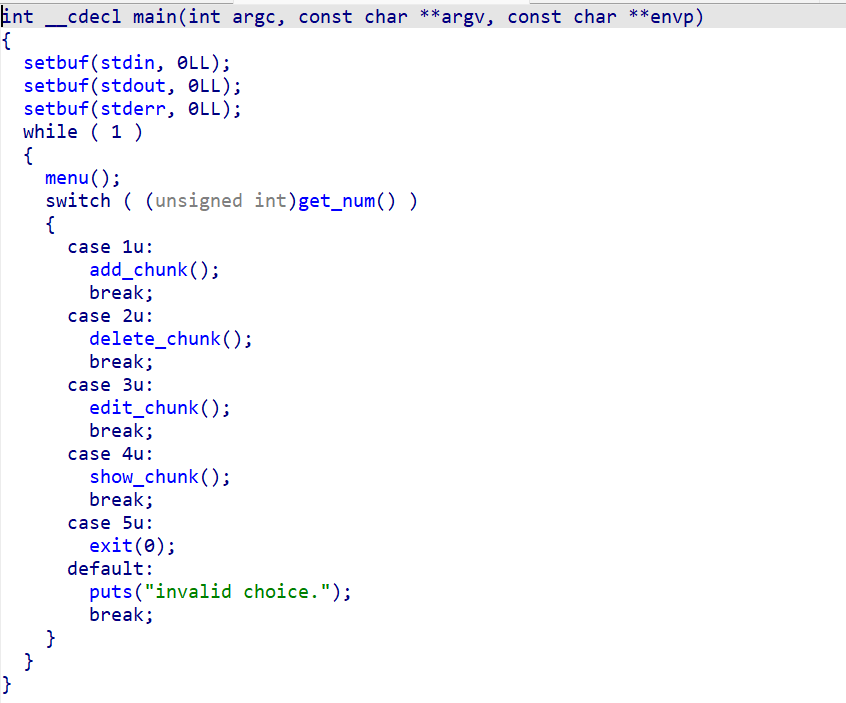 int __cdecl main(int argc, const char **argv, const char **envp)
{
  setbuf(stdin, 0LL);
  setbuf(stdout, 0LL);
  setbuf(stderr, 0LL);
  while ( 1 )
  {
    menu();
    switch ( (unsigned int)get_num() )
    {
      case 1u:
        add_chunk();
        break;
      case 2u:
        delete_chunk();
        break;
      case 3u:
        edit_chunk();
        break;
      case 4u:
        show_chunk();
        break;
      case 5u:
        exit(0);
      default:
        puts("invalid choice.");
        break;
    }
  }
}